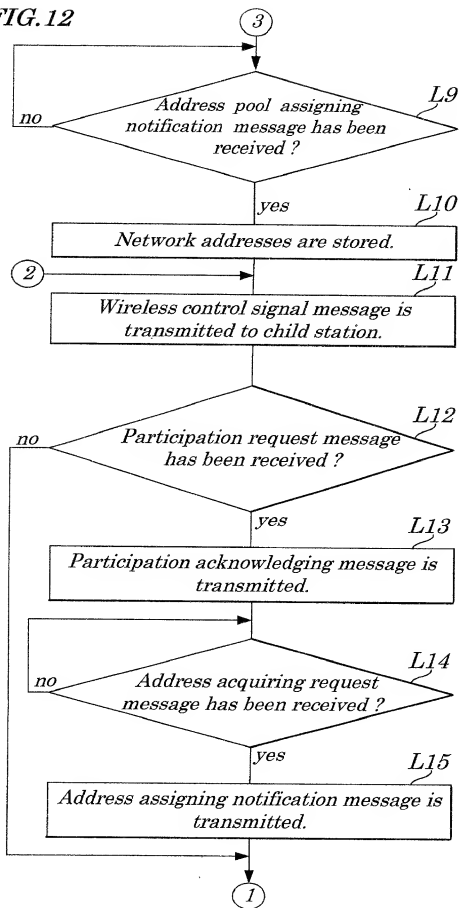 FIG.12
3
L9
Address pool assigning
notification message has been
received ?
no
yes
L10
Network addresses are stored.
2
L11
Wireless control signal message is
transmitted to child station.
L12
no
Participation request message
has been received ?
yes
L13
Participation acknowledging message is
transmitted.
L14
no
Address acquiring request
message has been received ?
yes
L15
Address assigning notification message is
transmitted.
1